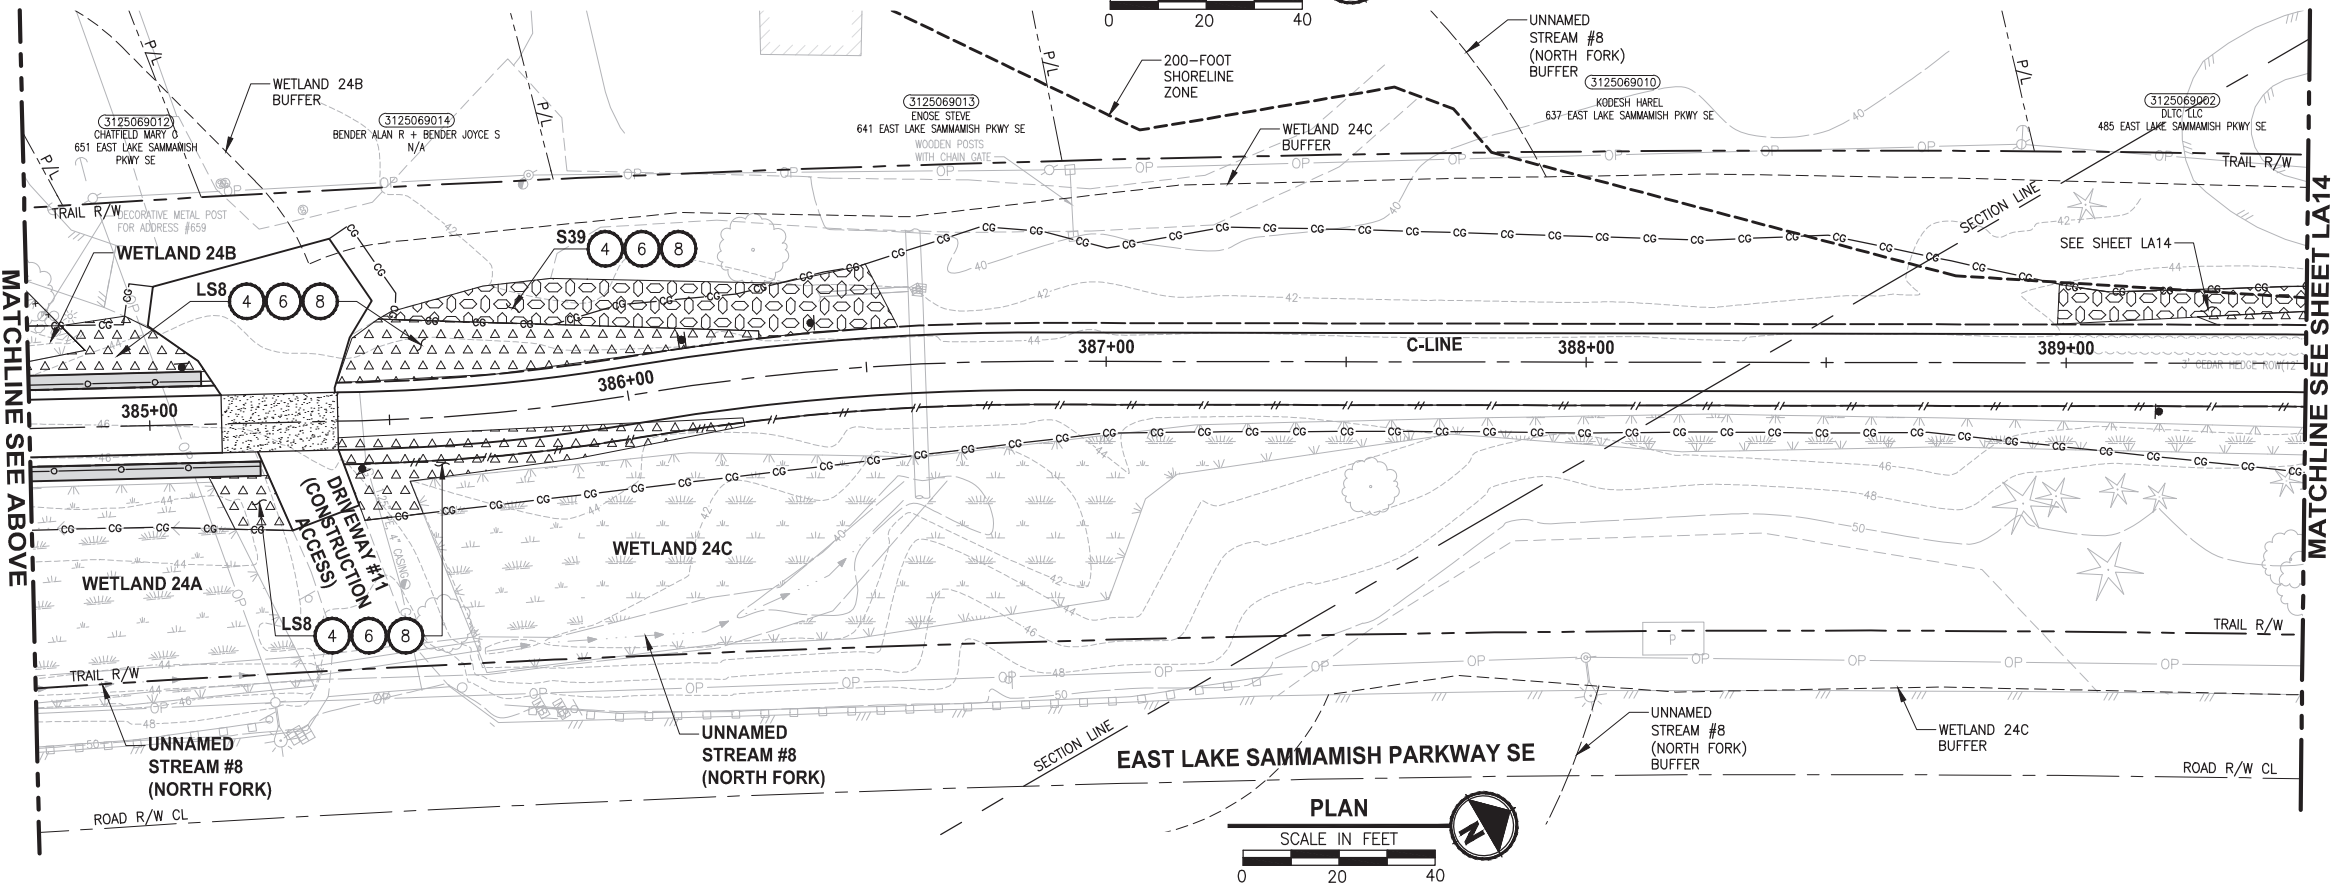 0 20 40
UNNAMED
STREAM #8
(NORTH FORK)
BUFFER
200-FOOT
SHORELINE
ZONE
P/L
P/L
P/L
P/L
P/L
WETLAND 24B
BUFFER
3125069012
CHATFIELD MARY C
651 EAST LAKE SAMMAMISH
PKWY SE
3125069014
BENDER ALAN R + BENDER JOYCE S
N/A
3125069013
ENOSE STEVE
641 EAST LAKE SAMMAMISH PKWY SE
WOODEN POSTS
WITH CHAIN GATE
WETLAND 24C
BUFFER
3125069010
KODESH HAREL
637 EAST LAKE SAMMAMISH PKWY SE
3125069002
DLTC LLC
485 EAST LAKE SAMMAMISH PKWY SE
TRAIL R/W
TRAIL R/W
DECORATIVE METAL POST
FOR ADDRESS #659
WETLAND 24B
S39 4 6 8
LS8 4 6 8
SECTION LINE
SEE SHEET LA14
MATCHLINE SEE ABOVE
MATCHLINE SEE SHEET LA14
385+00
386+00
387+00
C-LINE
388+00
389+00
3' CEDAR HEDGE ROW(12'
DRIVEWAY #11
(CONSTRUCTION
ACCESS)
4" CASING
WETLAND 24A
WETLAND 24C
LS8 4 6 8
TRAIL R/W
TRAIL R/W
P
UNNAMED
STREAM #8
(NORTH FORK)
UNNAMED
STREAM #8
(NORTH FORK)
SECTION LINE
EAST LAKE SAMMAMISH PARKWAY SE
UNNAMED
STREAM #8
(NORTH FORK)
BUFFER
WETLAND 24C
BUFFER
ROAD R/W CL
ROAD R/W CL
PLAN
N
SCALE IN FEET
0 20 40